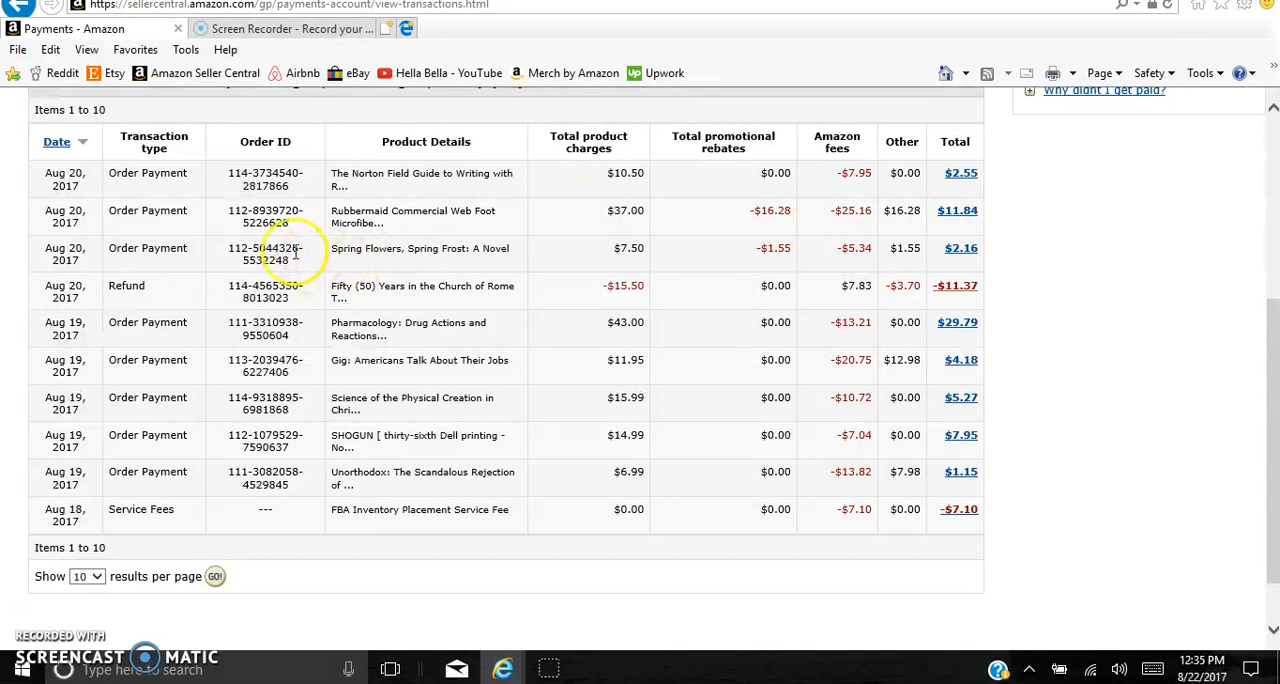 https://sellercentral.amazon.com/gp/payments-account/view-transactions.html
Payments - Amazon
Screen Recorder - Record your ...
File Edit View Favorites Tools Help
Reddit Etsy Amazon Seller Central Airbnb eBay Hella Bella - YouTube Merch by Amazon Upwork Page Safety Tools
Why didn't I get paid?
Items 1 to 10
Date Transaction type Order ID Product Details Total product charges Total promotional rebates Amazon fees Other Total
Aug 20, 2017 Order Payment 114-3734540-2817866 The Norton Field Guide to Writing with R... $10.50 $0.00 -$7.95 $0.00 $2.55
Aug 20, 2017 Order Payment 112-8939720-5226628 Rubbermaid Commercial Web Foot Microfibe... $37.00 -$16.28 -$25.16 $16.28 $11.84
Aug 20, 2017 Order Payment 112-5044326-5532248 Spring Flowers, Spring Frost: A Novel $7.50 -$1.55 -$5.34 $1.55 $2.16
Aug 20, 2017 Refund 114-4565350-8013023 Fifty (50) Years in the Church of Rome T... -$15.50 $0.00 $7.83 -$3.70 -$11.37
Aug 19, 2017 Order Payment 111-3310938-9550604 Pharmacology: Drug Actions and Reactions... $43.00 $0.00 -$13.21 $0.00 $29.79
Aug 19, 2017 Order Payment 113-2039476-6227406 Gig: Americans Talk About Their Jobs $11.95 $0.00 -$20.75 $12.98 $4.18
Aug 19, 2017 Order Payment 114-9318895-6981868 Science of the Physical Creation in Chri... $15.99 $0.00 -$10.72 $0.00 $5.27
Aug 19, 2017 Order Payment 112-1079529-7590637 SHOGUN [ thirty-sixth Dell printing - No... $14.99 $0.00 -$7.04 $0.00 $7.95
Aug 19, 2017 Order Payment 111-3082058-4529845 Unorthodox: The Scandalous Rejection of ... $6.99 $0.00 -$13.82 $7.98 $1.15
Aug 18, 2017 Service Fees --- FBA Inventory Placement Service Fee $0.00 -$7.10 $0.00 -$7.10
Items 1 to 10
Show 10 results per page GO!
RECORDED WITH
SCREENCAST MATIC
Type here to search
12:35 PM
8/22/2017